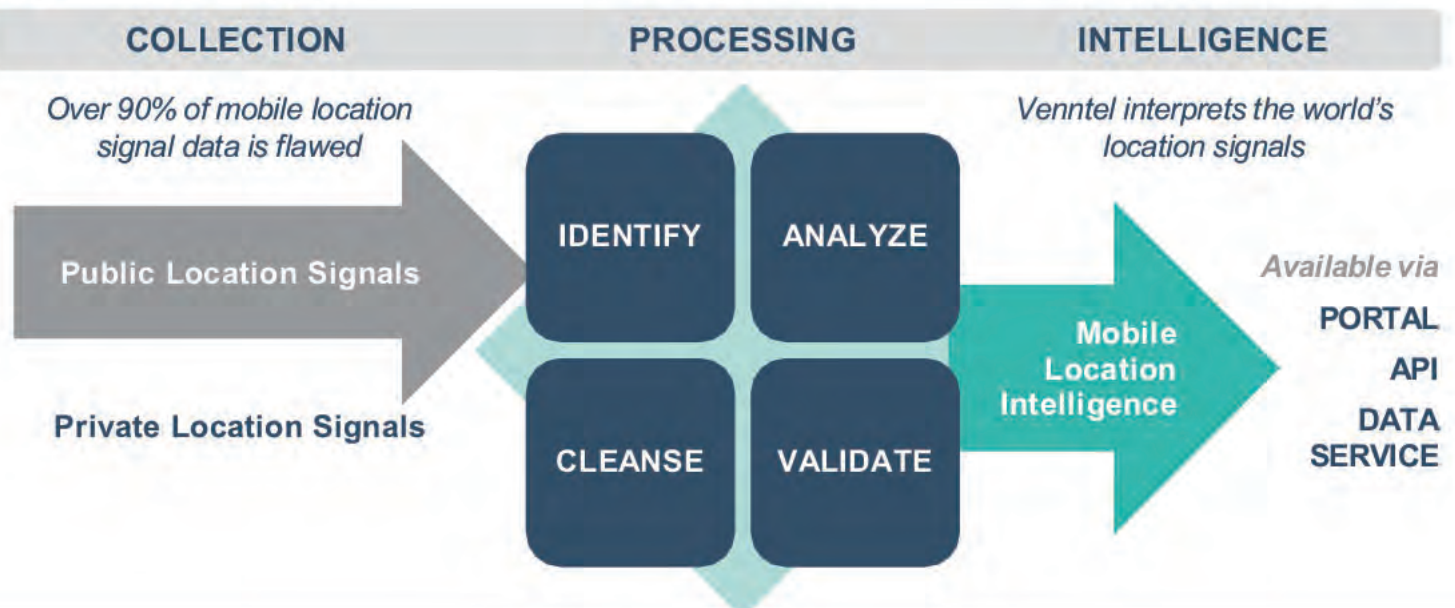 COLLECTION
PROCESSING
INTELLIGENCE
Over 90% of mobile location
signal data is flawed
Public Location Signals
Private Location Signals
IDENTIFY
ANALYZE
CLEANSE
VALIDATE
Venntel interprets the world's
location signals
Mobile
Location
Intelligence
Available via
PORTAL
API
DATA
SERVICE